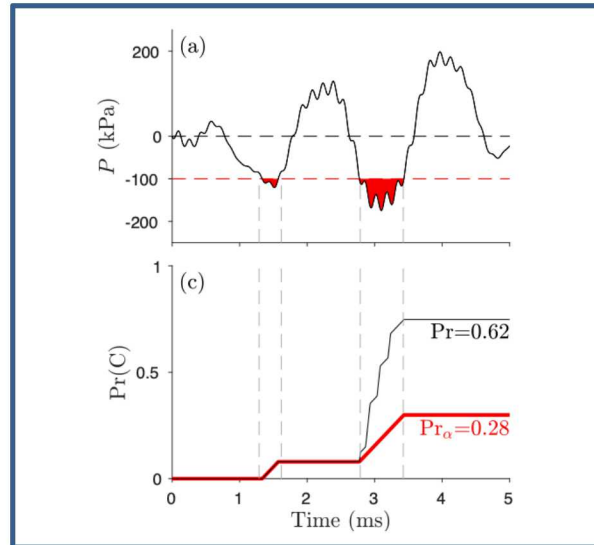 (a)
200
0
-100
-200
P (kPa)
(c)
1
0.5
0
Pr(C)
Pr=0.62
Prα=0.28
0 1 2 3 4 5
Time (ms)